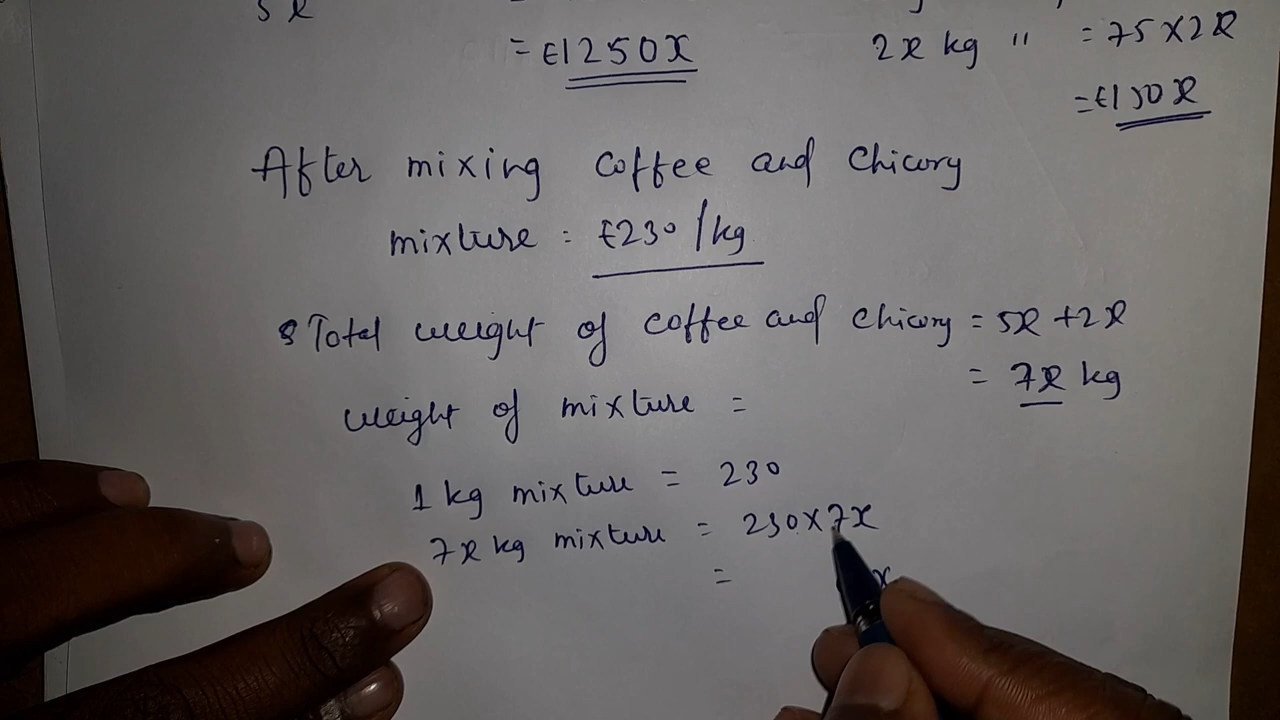 5x
= ₹1250x
2x kg " = 75×2x
= ₹150x
After mixing coffee and chicory
mixture = ₹230/kg
Total weight of coffee and chicory = 5x + 2x
= 7x kg
weight of mixture =
1 kg mixture = 230
7x kg mixture = 230×7x
= x